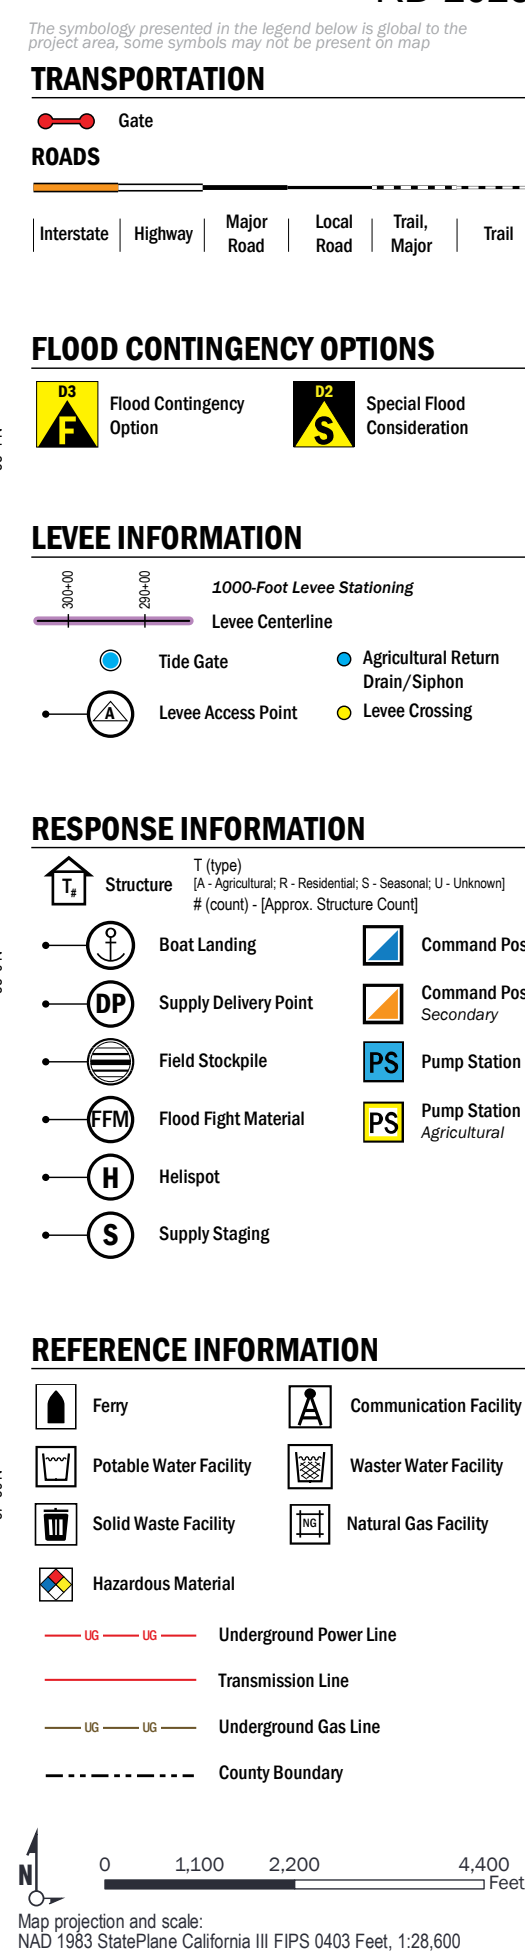 The symbology presented in the legend below is global to the
project area, some symbols may not be present on map
TRANSPORTATION
Gate
ROADS
Interstate
Highway
Major
Road
Local
Road
Trail,
Major
Trail
FLOOD CONTINGENCY OPTIONS
D3
F
Flood Contingency
Option
D2
S
Special Flood
Consideration
LEVEE INFORMATION
300+00
290+00
1000-Foot Levee Stationing
Levee Centerline
Tide Gate
Agricultural Return
Drain/Siphon
A
Levee Access Point
Levee Crossing
RESPONSE INFORMATION
T#
Structure
T (type)
[A - Agricultural; R - Residential; S - Seasonal; U - Unknown]
# (count) - [Approx. Structure Count]
Boat Landing
Command Pos
DP
Supply Delivery Point
Command Pos
Secondary
Field Stockpile
PS
Pump Station
FFM
Flood Fight Material
PS
Pump Station
Agricultural
H
Helispot
S
Supply Staging
REFERENCE INFORMATION
Ferry
Communication Facility
Potable Water Facility
Waster Water Facility
Solid Waste Facility
NG
Natural Gas Facility
Hazardous Material
UG UG
Underground Power Line
Transmission Line
UG UG
Underground Gas Line
County Boundary
N
0 1,100 2,200 4,400
Feet
Map projection and scale:
NAD 1983 StatePlane California III FIPS 0403 Feet, 1:28,600